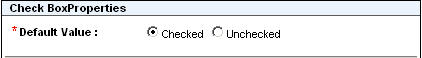 Check BoxProperties
*Default Value : Checked Unchecked